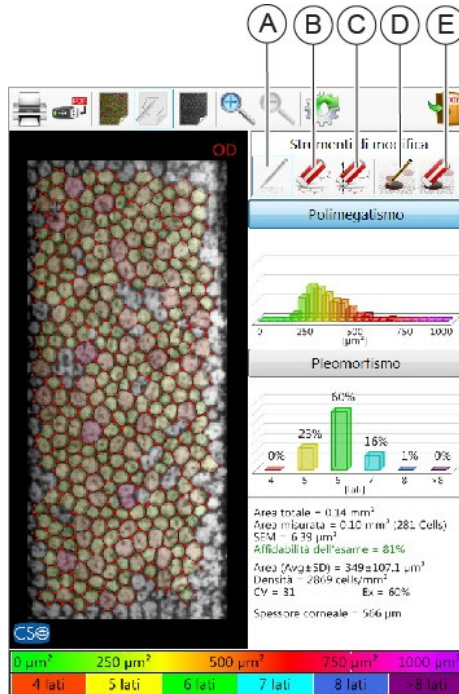 A B C D E
PDF
OD
Strumenti di modifica
Polimegatismo
0 250 500 750 1000
[µm²]
Pleomortismo
0% 23% 60% 16% 1% 0%
4 5 6 7 8 >8
[lati]
Area totale = 0.14 mm²
Area misurata = 0.10 mm² (281 Cells)
SEM = 6.39 µm²
Affidabilità dell'esame = 81%
Area (Avg±SD) = 349±107.1 µm²
Densità = 2869 cells/mm²
CV = 31 Ex = 60%
Spessore corneale = 566 µm
CSO
0 µm² 250 µm² 500 µm² 750 µm² 1000 µm²
4 lati 5 lati 6 lati 7 lati 8 lati >8 lati